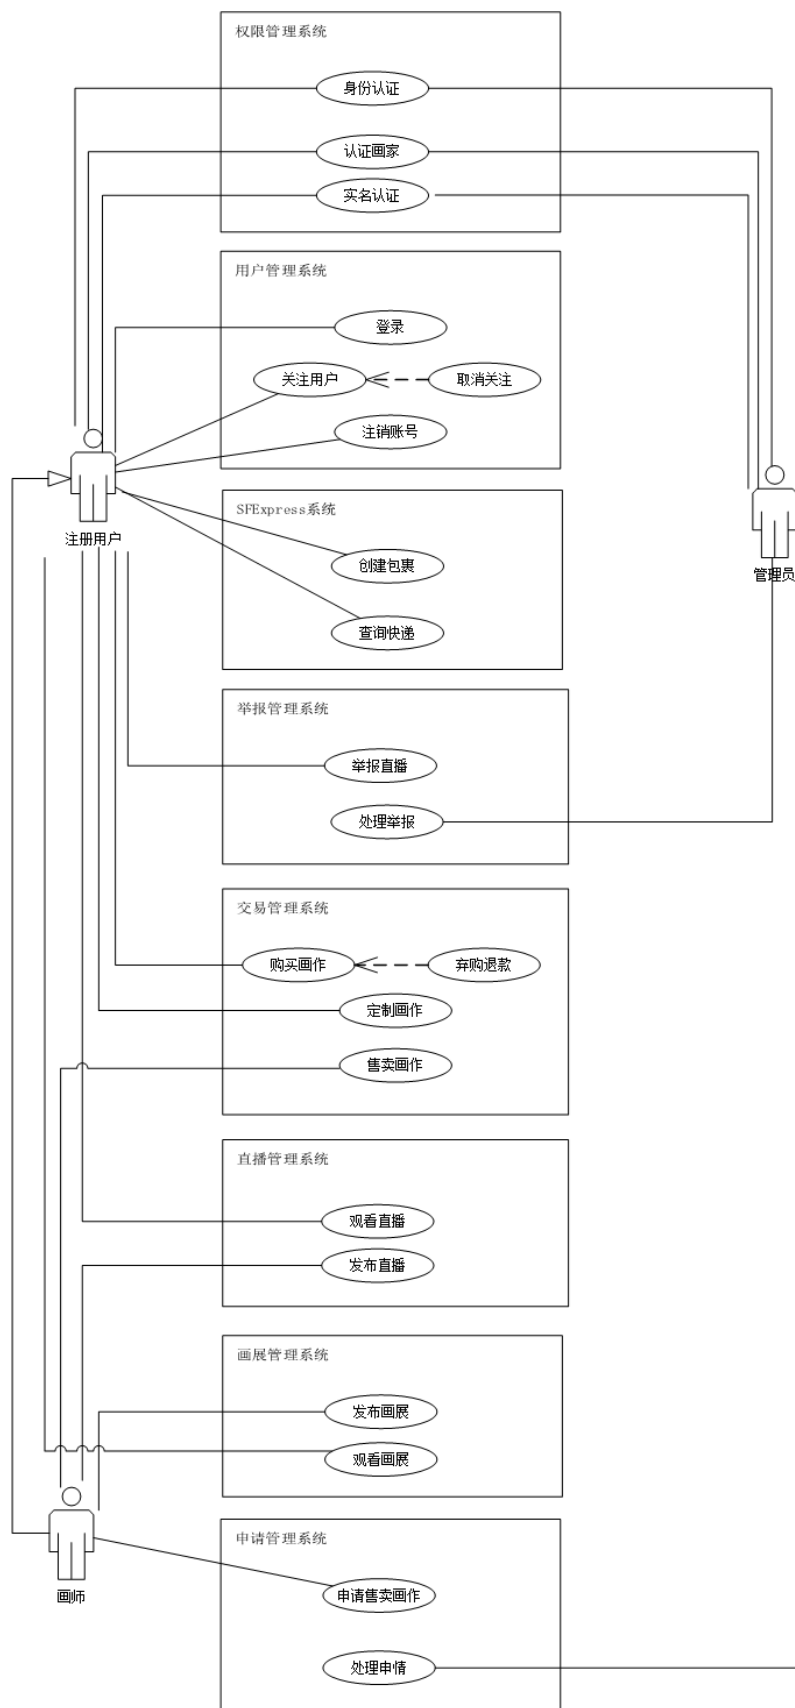 权限管理系统
身份认证
认证画家
实名认证
用户管理系统
登录
关注用户
取消关注
注销账号
注册用户
管理员
SFExpress系统
创建包裹
查询快递
举报管理系统
举报直播
处理举报
交易管理系统
购买画作
弃购退款
定制画作
售卖画作
直播管理系统
观看直播
发布直播
画展管理系统
发布画展
观看画展
画师
申请管理系统
申请售卖画作
处理申情